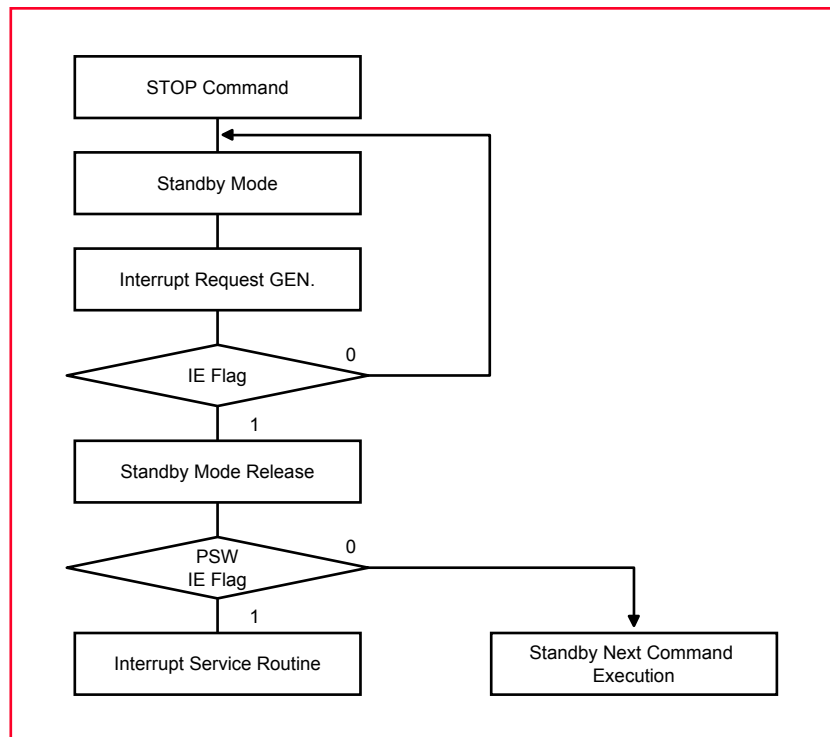 STOP Command
Standby Mode
Interrupt Request GEN.
0
IE Flag
1
Standby Mode Release
0
PSW
IE Flag
1
Interrupt Service Routine
Standby Next Command
Execution